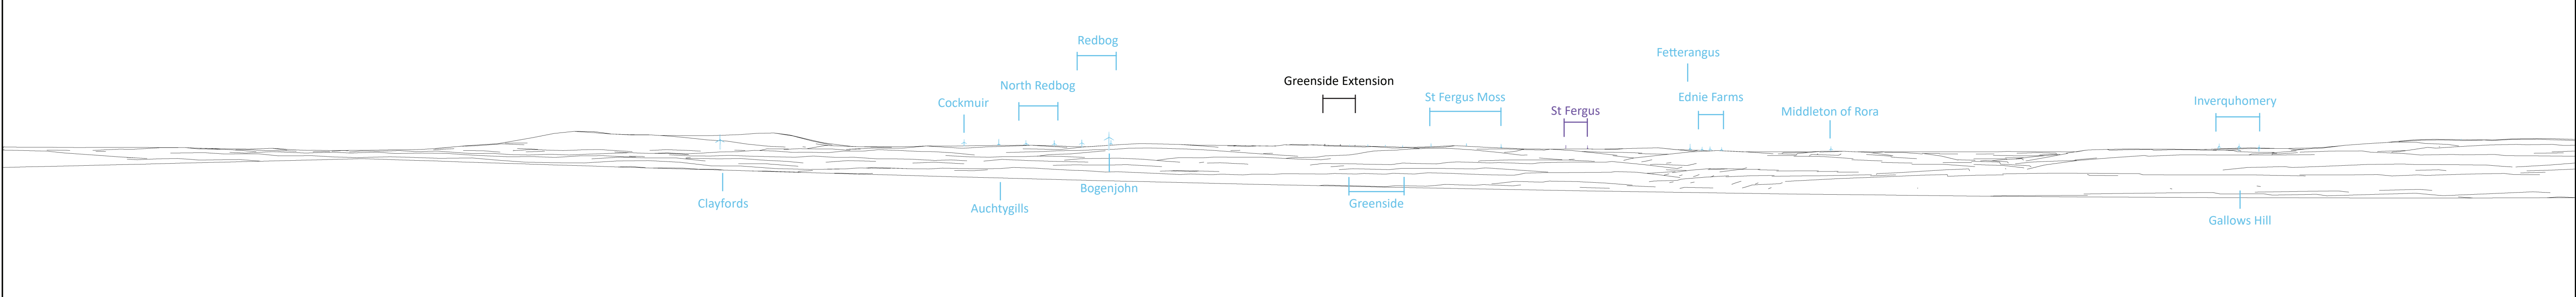 Redbog
Fetterangus
Greenside Extension
North Redbog
St Fergus Moss
Ednie Farms
Inverquhomery
Cockmuir
St Fergus
Middleton of Rora
Bogenjohn
Clayfords
Greenside
Auchtygills
Gallows Hill